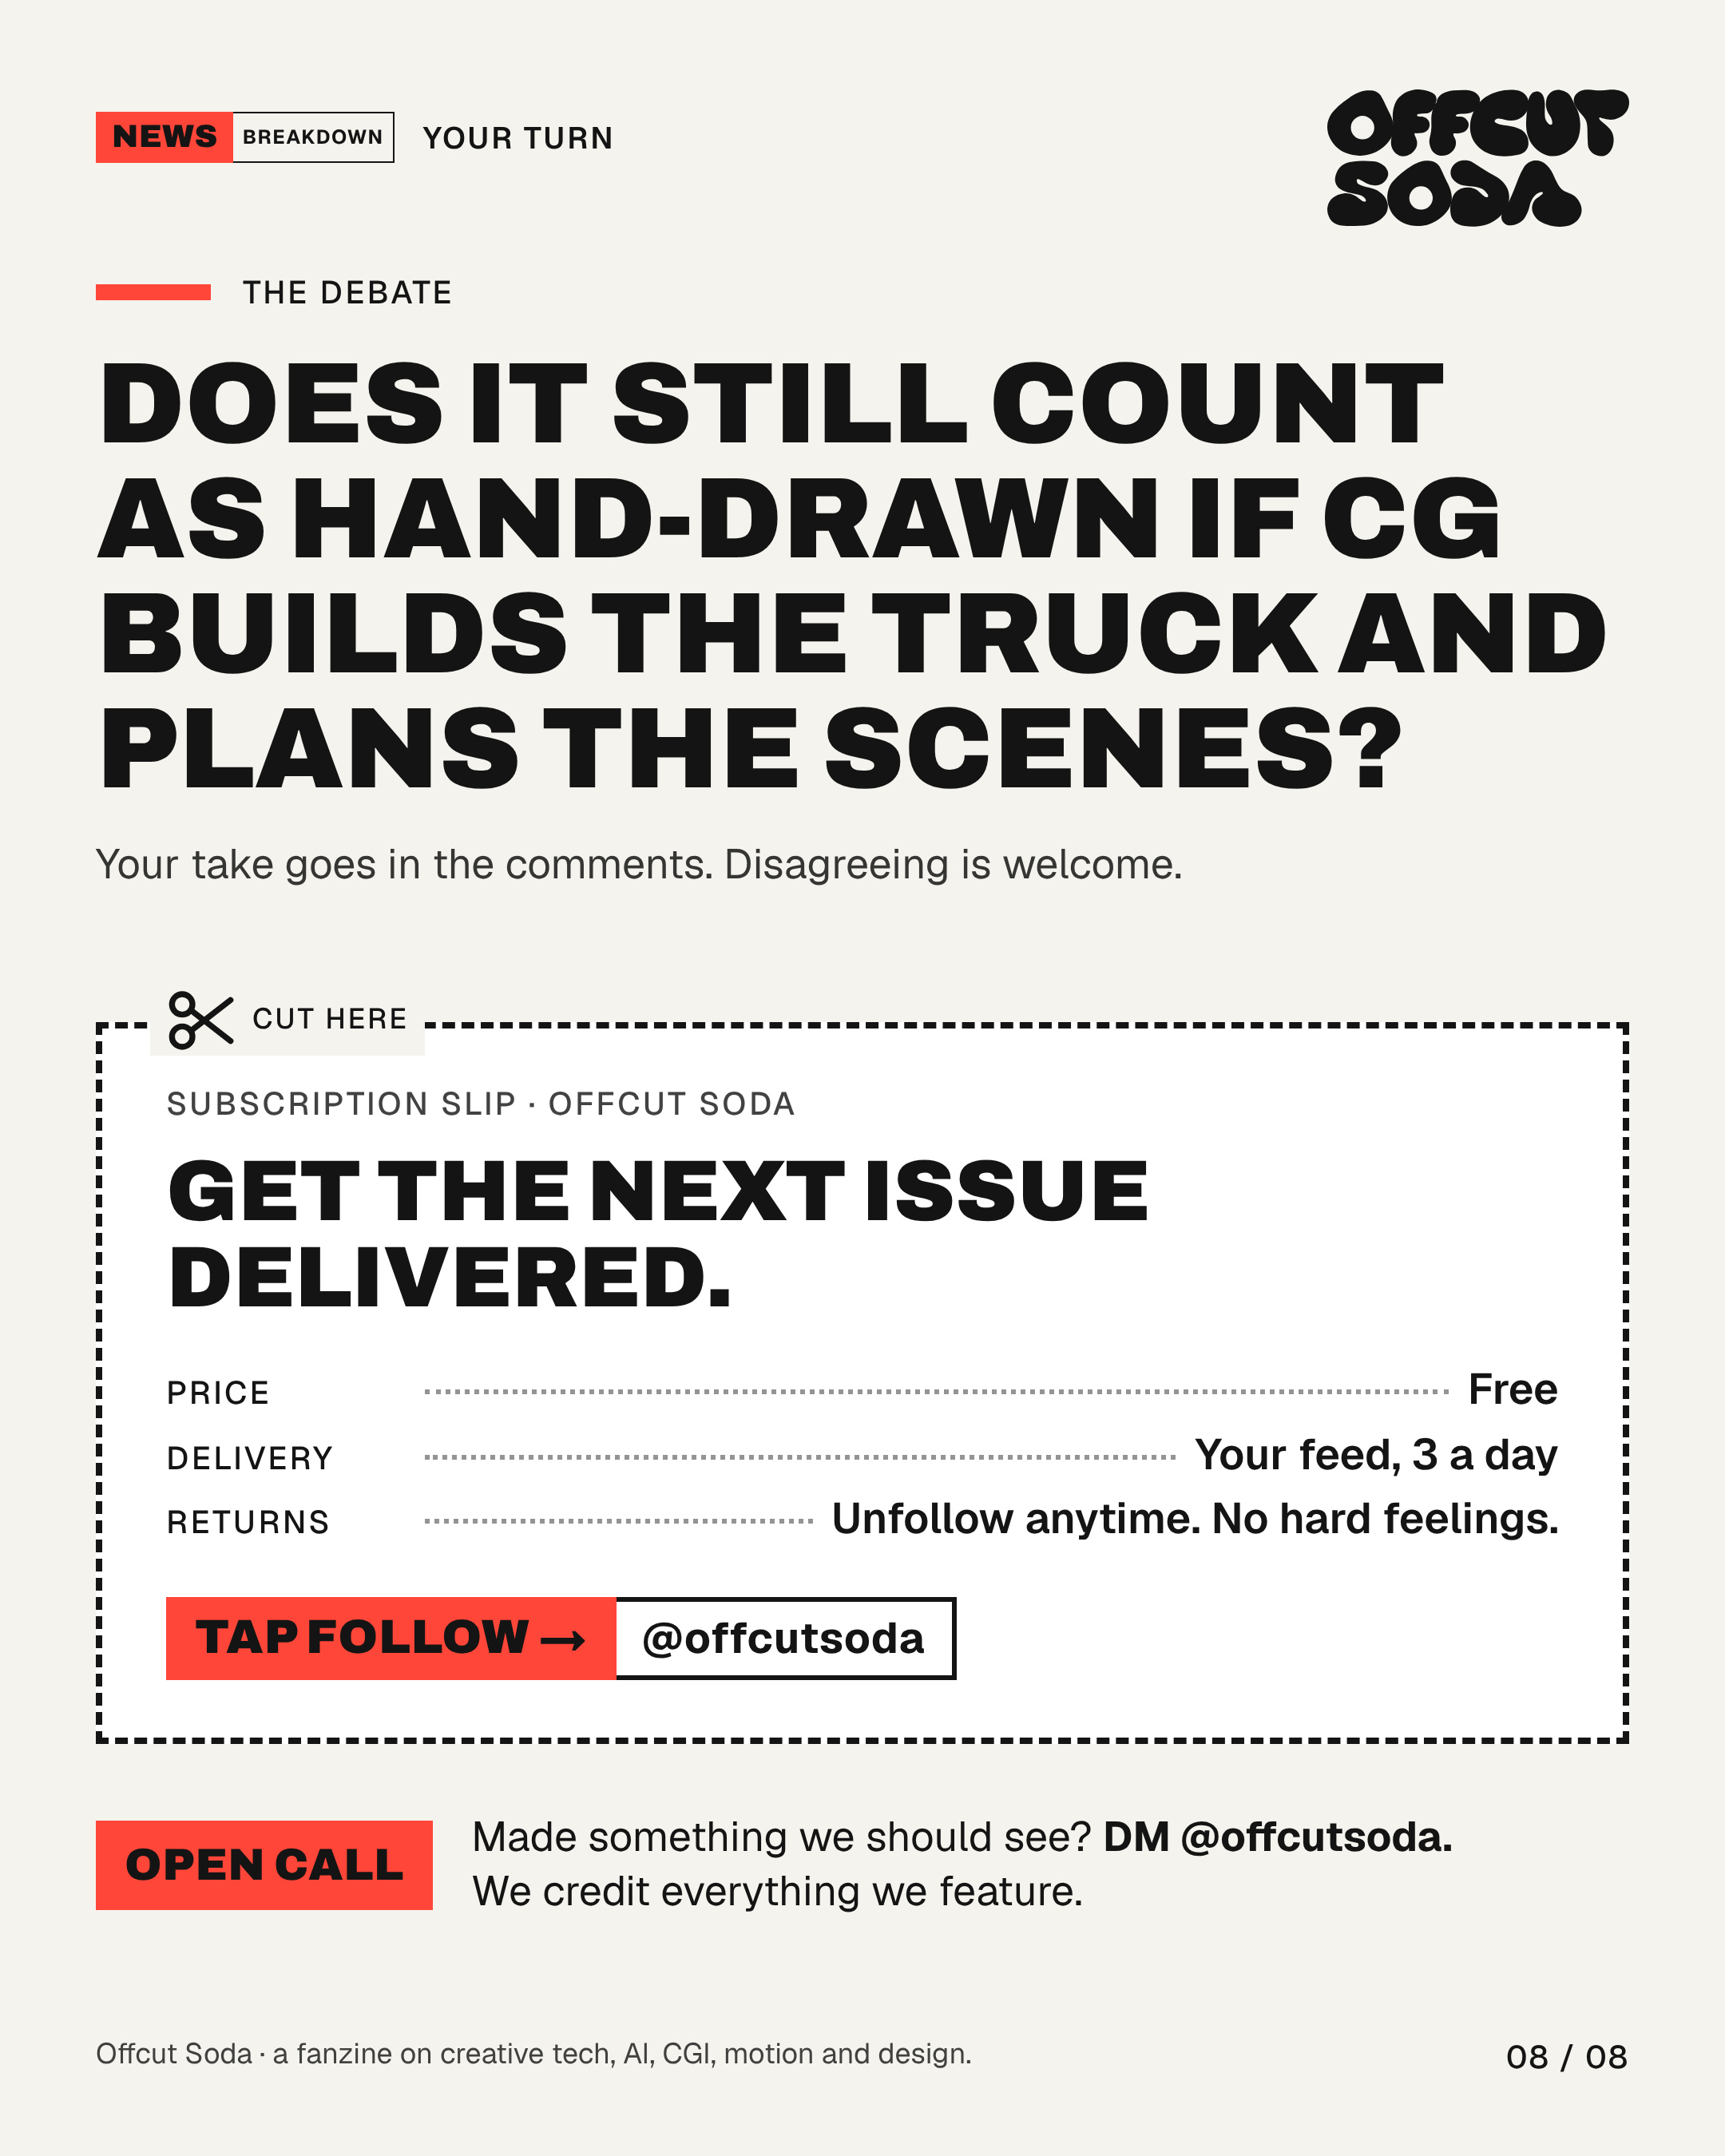 NEWS BREAKDOWN YOUR TURN
OFFCUT
SODA
THE DEBATE
DOES IT STILL COUNT
AS HAND-DRAWN IF CG
BUILDS THE TRUCK AND
PLANS THE SCENES?
Your take goes in the comments. Disagreeing is welcome.
CUT HERE
SUBSCRIPTION SLIP · OFFCUT SODA
GET THE NEXT ISSUE
DELIVERED.
PRICE Free
DELIVERY Your feed, 3 a day
RETURNS Unfollow anytime. No hard feelings.
TAP FOLLOW → @offcutsoda
OPEN CALL
Made something we should see? DM @offcutsoda.
We credit everything we feature.
Offcut Soda · a fanzine on creative tech, AI, CGI, motion and design.
08 / 08